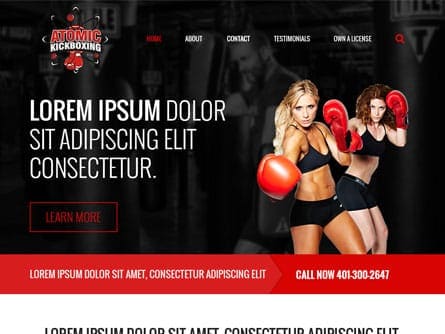 ATOMIC
KICKBOXING
HOME ABOUT CONTACT TESTIMONIALS OWN A LICENSE
LOREM IPSUM DOLOR
SIT ADIPISCING ELIT
CONSECTETUR.
LEARN MORE
LOREM IPSUM DOLOR SIT AMET, CONSECTETUR ADIPISCING ELIT CALL NOW 401-300-2647
LOREM IPSUM DOLOR SIT AMET, CONSECTETUR ADIPISCING